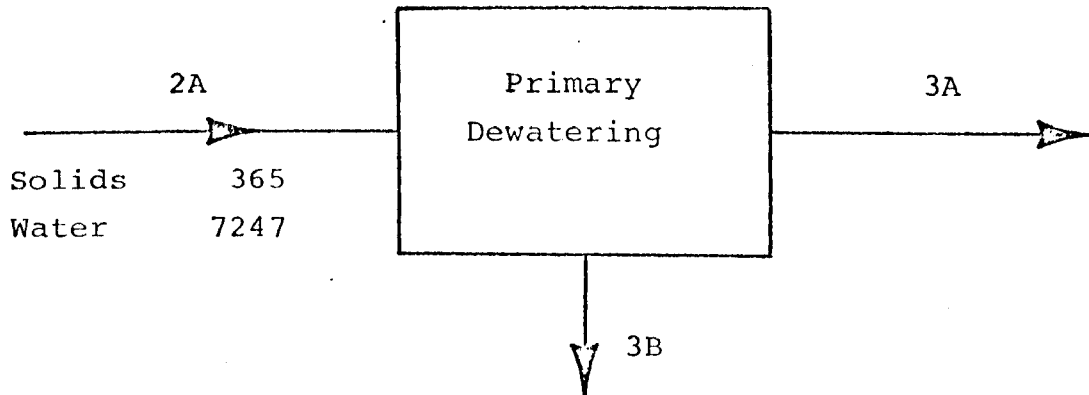 2A
Primary
Dewatering
3A
Solids 365
Water 7247
3B